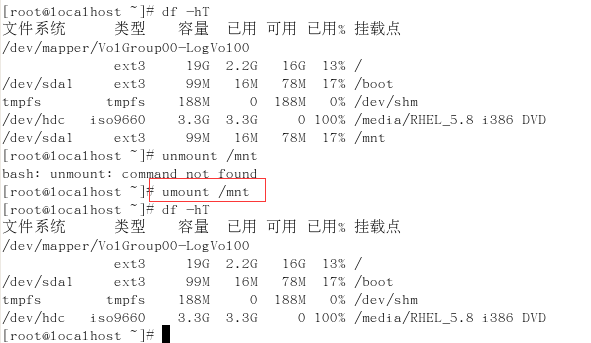 [root@localhost ~]# df -hT
文件系统 类型 容量 已用 可用 已用% 挂载点
/dev/mapper/VolGroup00-LogVol00
ext3 19G 2.2G 16G 13% /
/dev/sda1 ext3 99M 16M 78M 17% /boot
tmpfs tmpfs 188M 0 188M 0% /dev/shm
/dev/hdc iso9660 3.3G 3.3G 0 100% /media/RHEL_5.8 i386 DVD
/dev/sda1 ext3 99M 16M 78M 17% /mnt
[root@localhost ~]# unmount /mnt
bash: unmount: command not found
[root@localhost ~]# umount /mnt
[root@localhost ~]# df -hT
文件系统 类型 容量 已用 可用 已用% 挂载点
/dev/mapper/VolGroup00-LogVol00
ext3 19G 2.2G 16G 13% /
/dev/sda1 ext3 99M 16M 78M 17% /boot
tmpfs tmpfs 188M 0 188M 0% /dev/shm
/dev/hdc iso9660 3.3G 3.3G 0 100% /media/RHEL_5.8 i386 DVD
[root@localhost ~]#